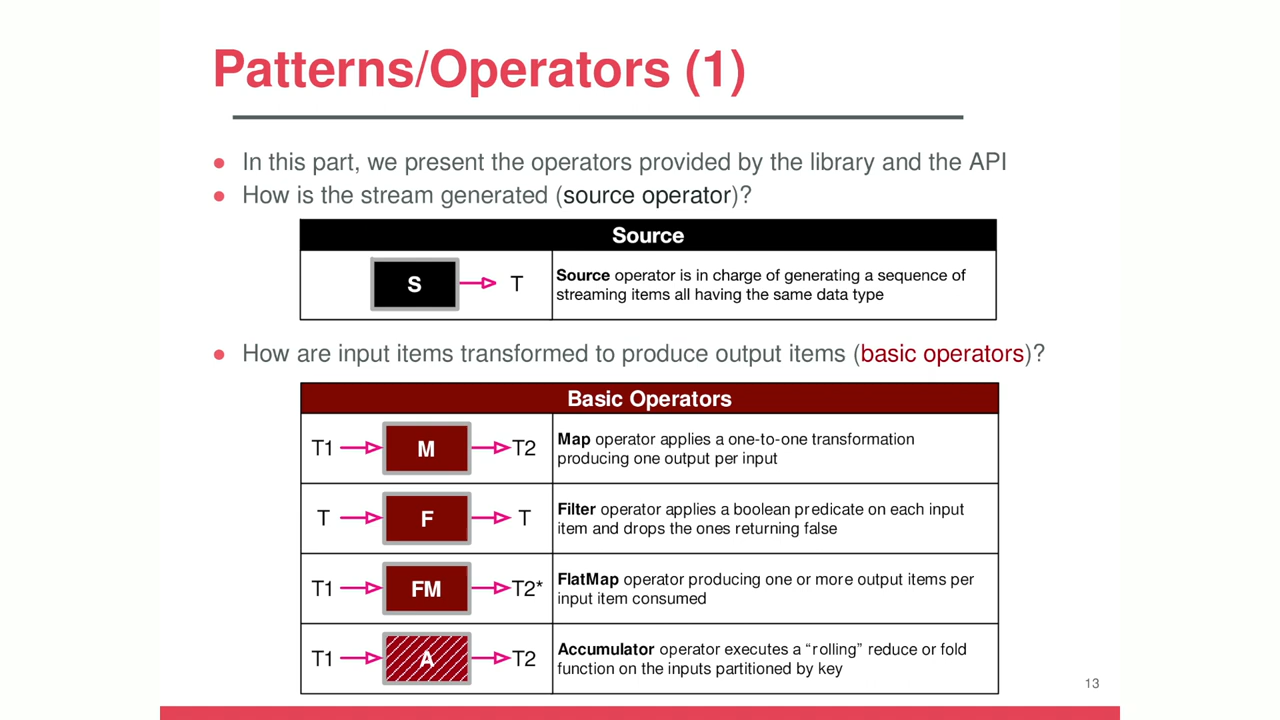 Patterns/Operators (1)
● In this part, we present the operators provided by the library and the API
● How is the stream generated (source operator)?
Source
S T
Source operator is in charge of generating a sequence of
streaming items all having the same data type
● How are input items transformed to produce output items (basic operators)?
Basic Operators
T1 M T2
Map operator applies a one-to-one transformation
producing one output per input
T F T
Filter operator applies a boolean predicate on each input
item and drops the ones returning false
T1 FM T2*
FlatMap operator producing one or more output items per
input item consumed
T1 A T2
Accumulator operator executes a “rolling” reduce or fold
function on the inputs partitioned by key
13